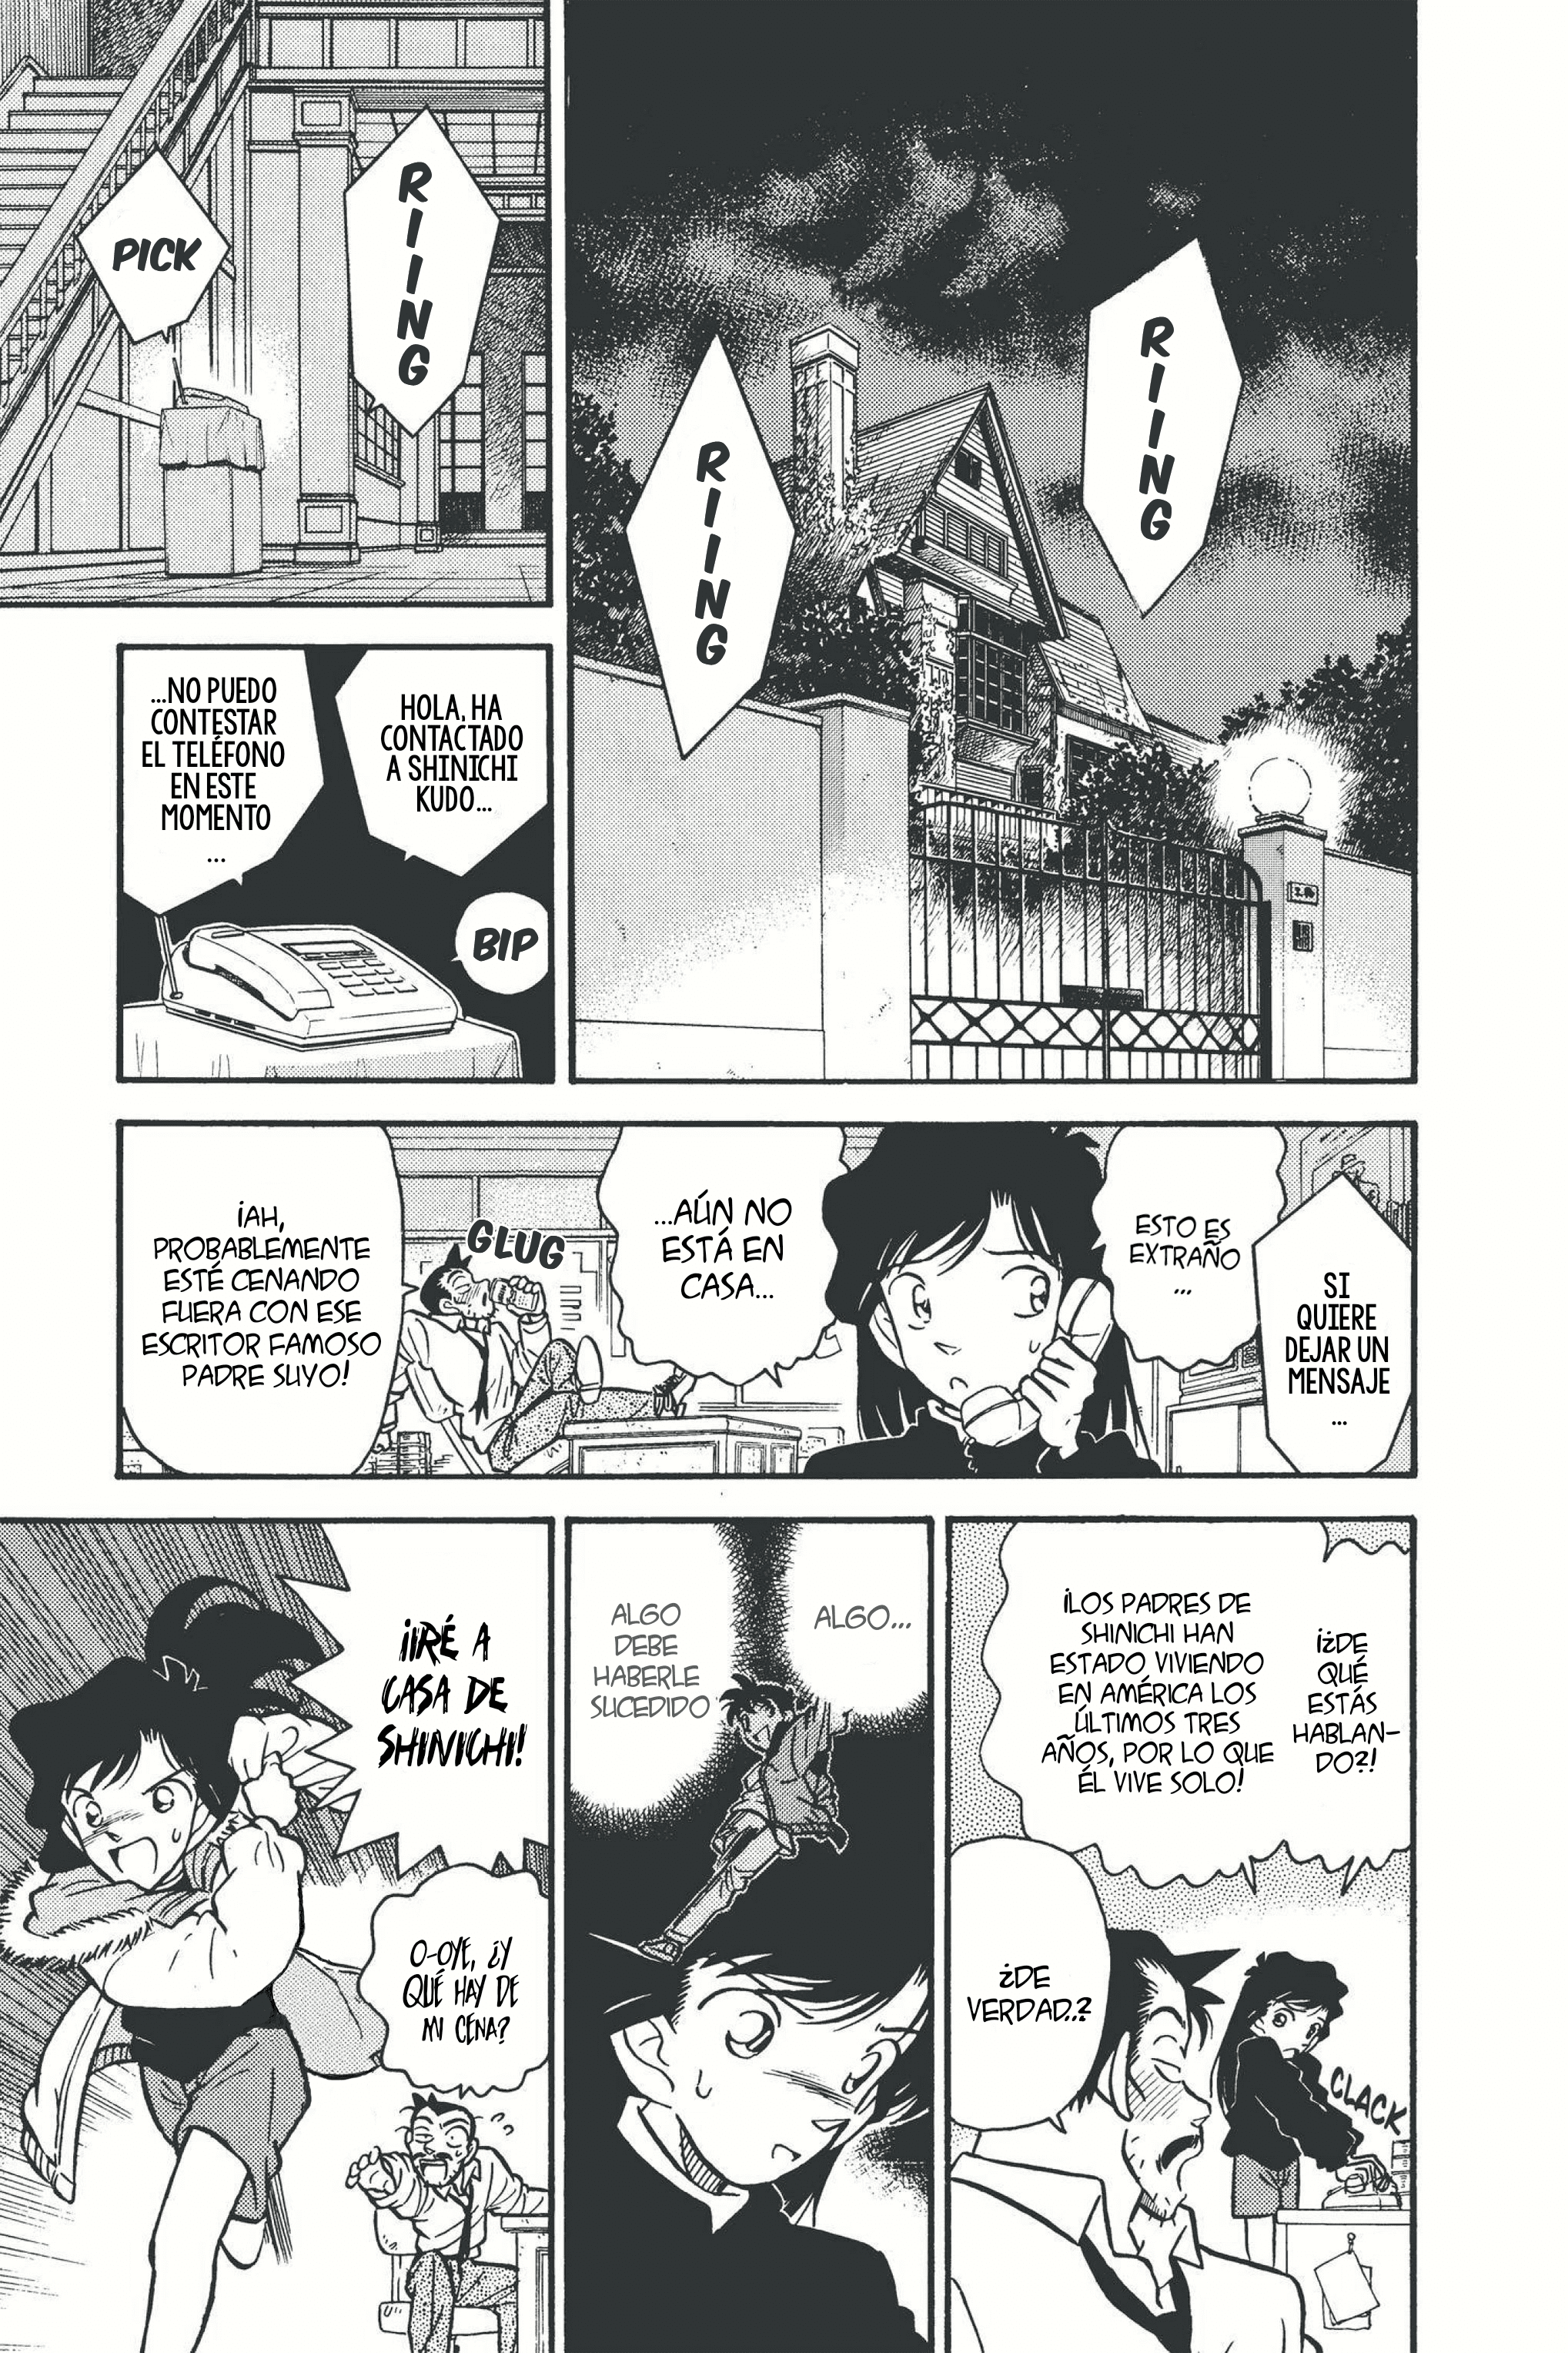 RIING
RIING
RIING
PICK
BIP
HOLA, HA
CONTACTADO
A SHINICHI
KUDO...
...NO PUEDO
CONTESTAR
EL TELÉFONO
EN ESTE
MOMENTO
...
SI
QUIERE
DEJAR UN
MENSAJE
...
ESTO ES
EXTRAÑO
...
...AÚN NO
ESTÁ EN
CASA...
GLUG
¡AH,
PROBABLEMENTE
ESTÉ CENANDO
FUERA CON ESE
ESCRITOR FAMOSO
PADRE SUYO!
¡¿DE
QUÉ
ESTÁS
HABLAN-
DO?!
¡LOS PADRES DE
SHINICHI HAN
ESTADO VIVIENDO
EN AMÉRICA LOS
ÚLTIMOS TRES
AÑOS, POR LO QUE
ÉL VIVE SOLO!
CLACK
¿DE
VERDAD..?
ALGO...
ALGO
DEBE
HABERLE
SUCEDIDO
¡IRÉ A
CASA DE
SHINICHI!
O-OYE, ¿Y
QUÉ HAY DE
MI CENA?